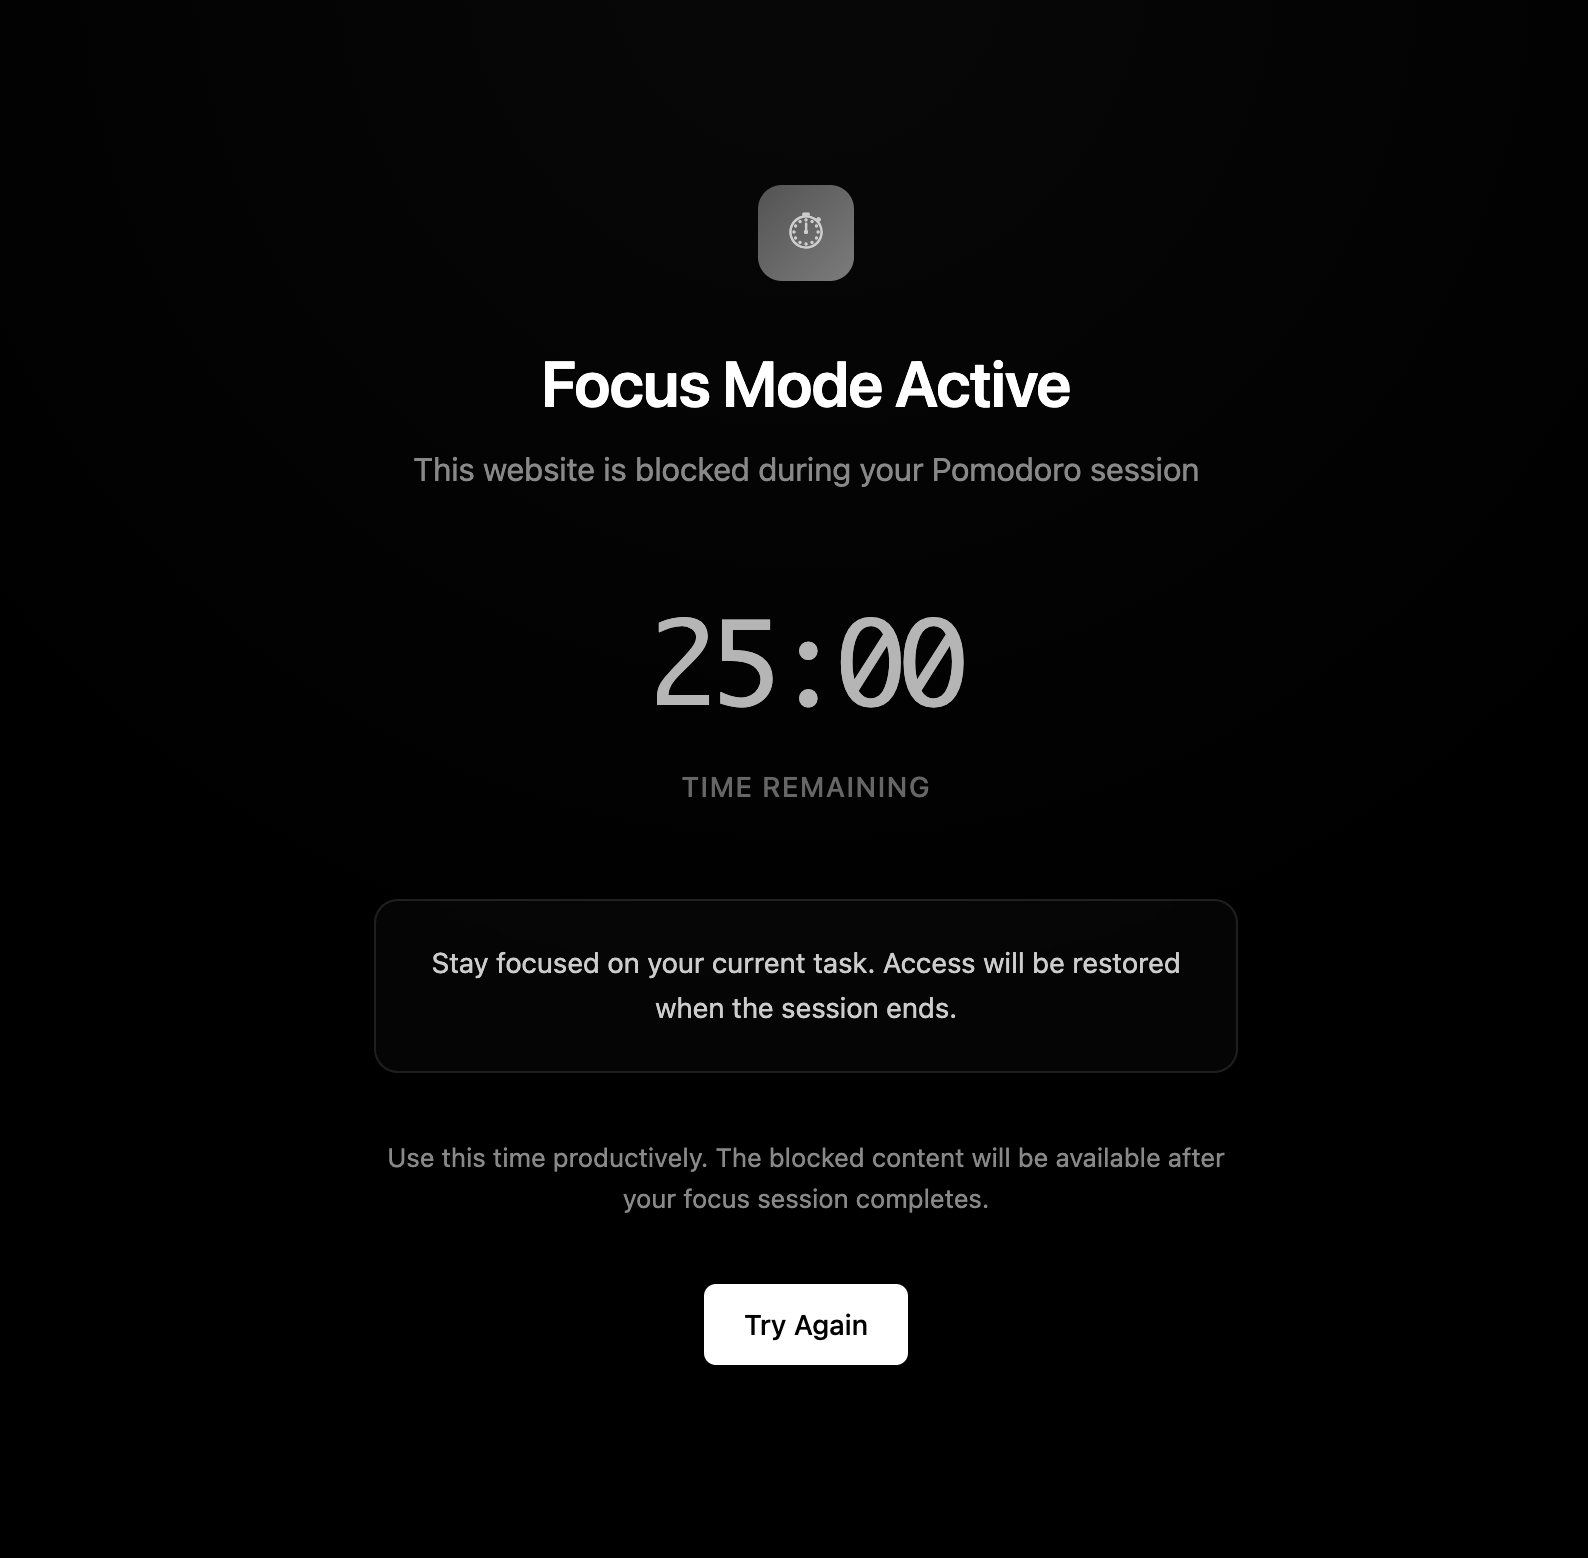 Focus Mode Active
This website is blocked during your Pomodoro session
25:00
TIME REMAINING
Stay focused on your current task. Access will be restored
when the session ends.
Use this time productively. The blocked content will be available after
your focus session completes.
Try Again